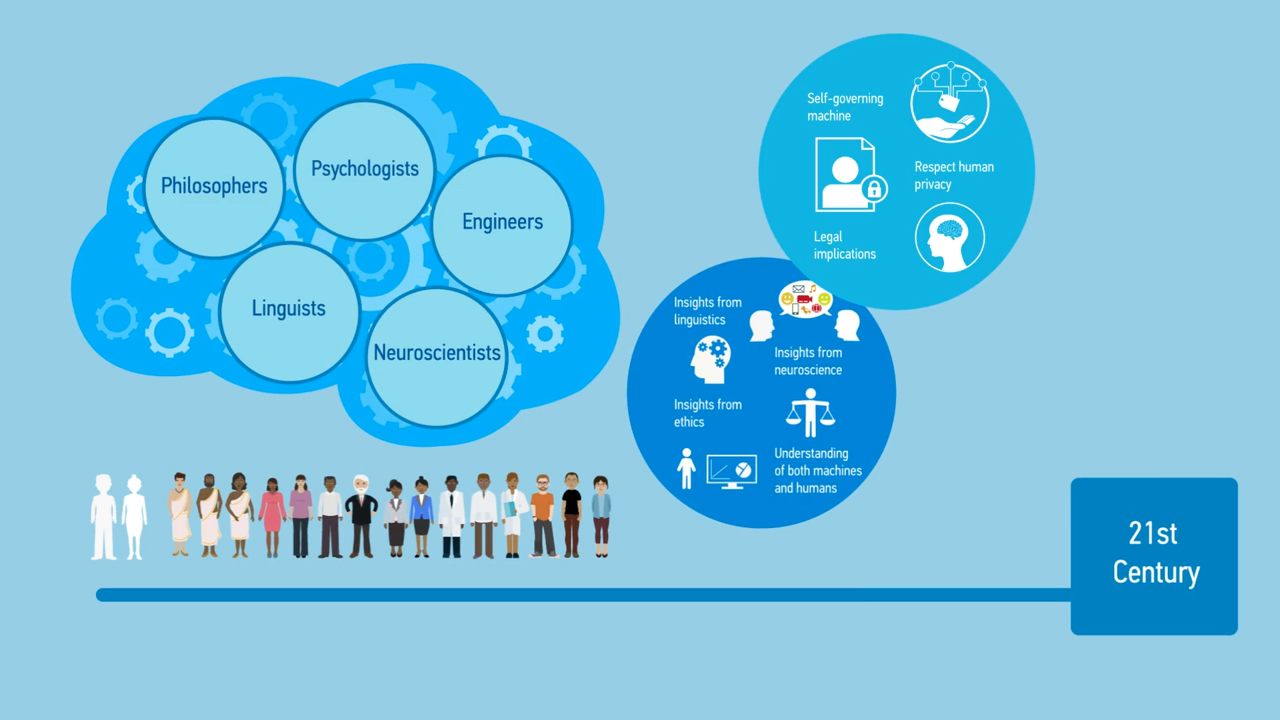 Philosophers
Psychologists
Engineers
Linguists
Neuroscientists
Self-governing
machine
Respect human
privacy
Legal
implications
Insights from
linguistics
Insights from
neuroscience
Insights from
ethics
Understanding
of both machines
and humans
21st
Century